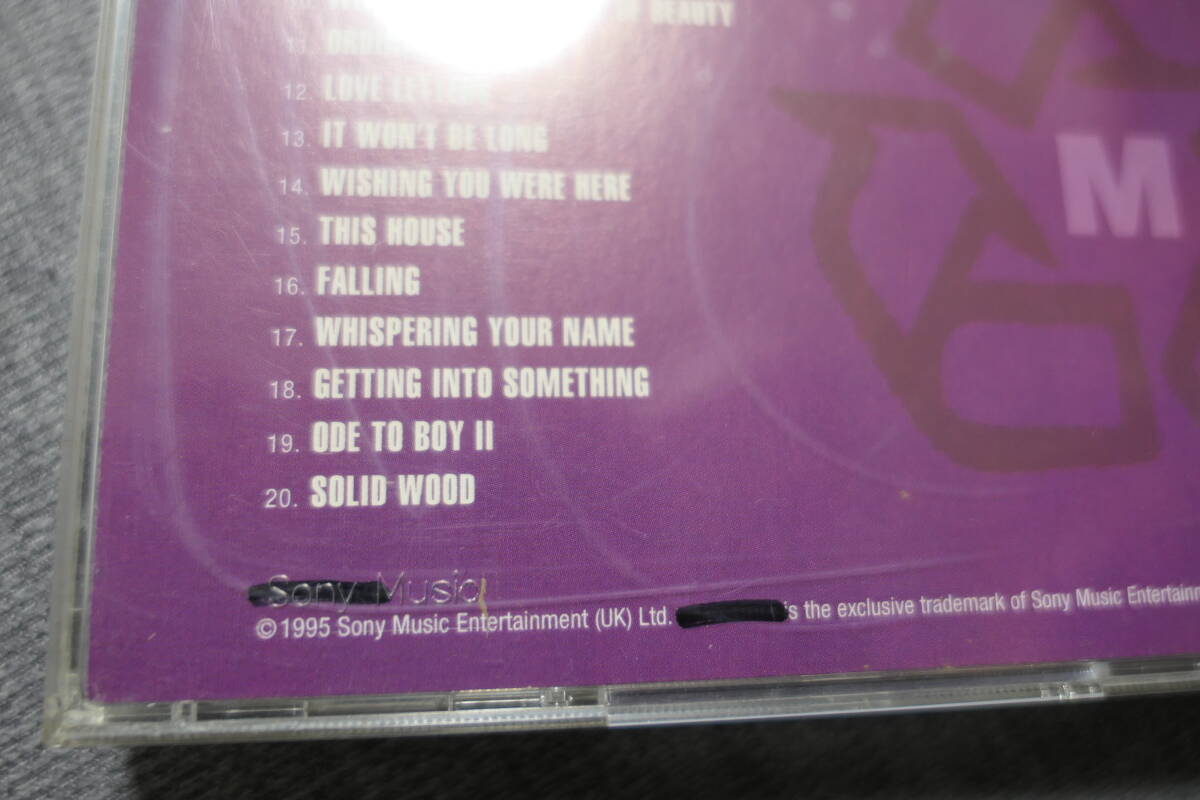 BEAUTY
12. LOVE
13. IT WON'T BE LONG
14. WISHING YOU WERE HERE
15. THIS HOUSE
16. FALLING
17. WHISPERING YOUR NAME
18. GETTING INTO SOMETHING
19. ODE TO BOY II
20. SOLID WOOD
M
Sony Music
©1995 Sony Music Entertainment (UK) Ltd. is the exclusive trademark of Sony Music